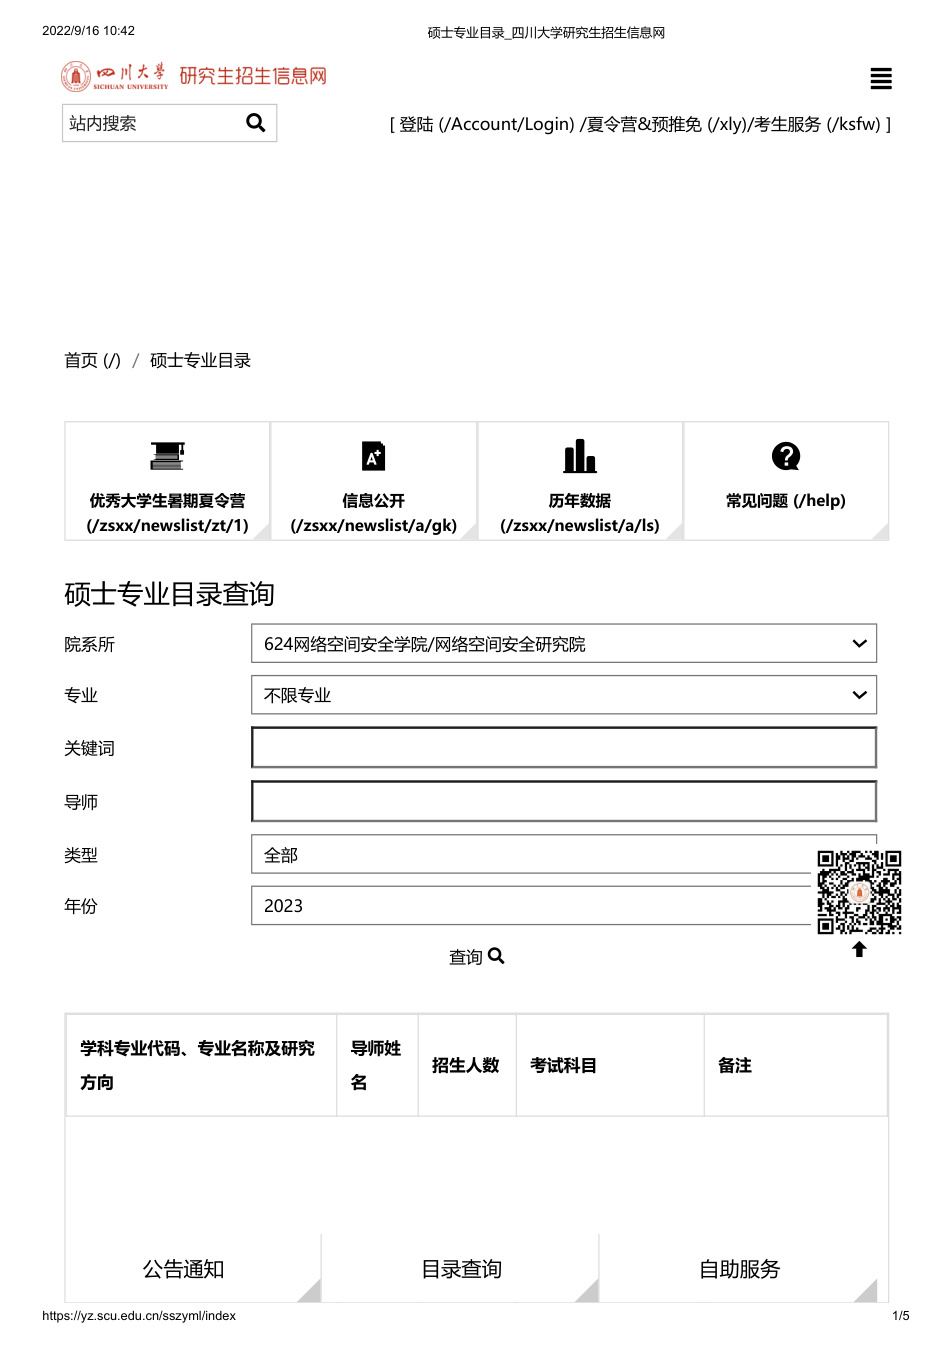 2022/9/16 10:42
硕士专业目录_四川大学研究生招生信息网
四川大学 研究生招生信息网
SICHUAN UNIVERSITY
站内搜索
[ 登陆 (/Account/Login) /夏令营&预推免 (/xly)/考生服务 (/ksfw) ]
首页 (/) / 硕士专业目录
优秀大学生暑期夏令营
(/zsxx/newslist/zt/1)
信息公开
(/zsxx/newslist/a/gk)
历年数据
(/zsxx/newslist/a/ls)
常见问题 (/help)
硕士专业目录查询
院系所
624网络空间安全学院/网络空间安全研究院
专业
不限专业
关键词
导师
类型
全部
年份
2023
查询
学科专业代码、专业名称及研究
方向
导师姓
名
招生人数
考试科目
备注
公告通知
目录查询
自助服务
https://yz.scu.edu.cn/sszyml/index
1/5